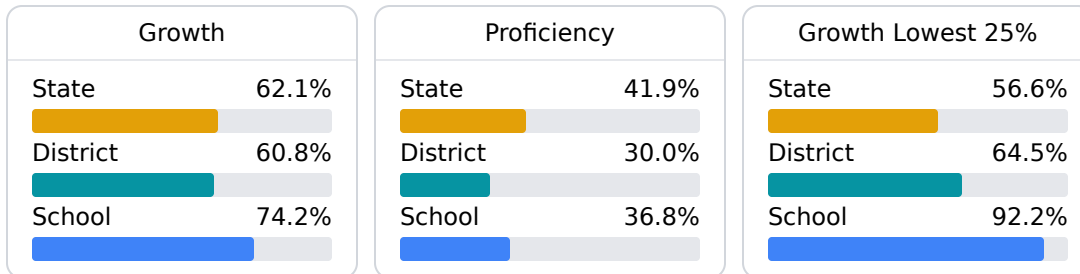 Growth
State 62.1%
District 60.8%
School 74.2%
Proficiency
State 41.9%
District 30.0%
School 36.8%
Growth Lowest 25%
State 56.6%
District 64.5%
School 92.2%